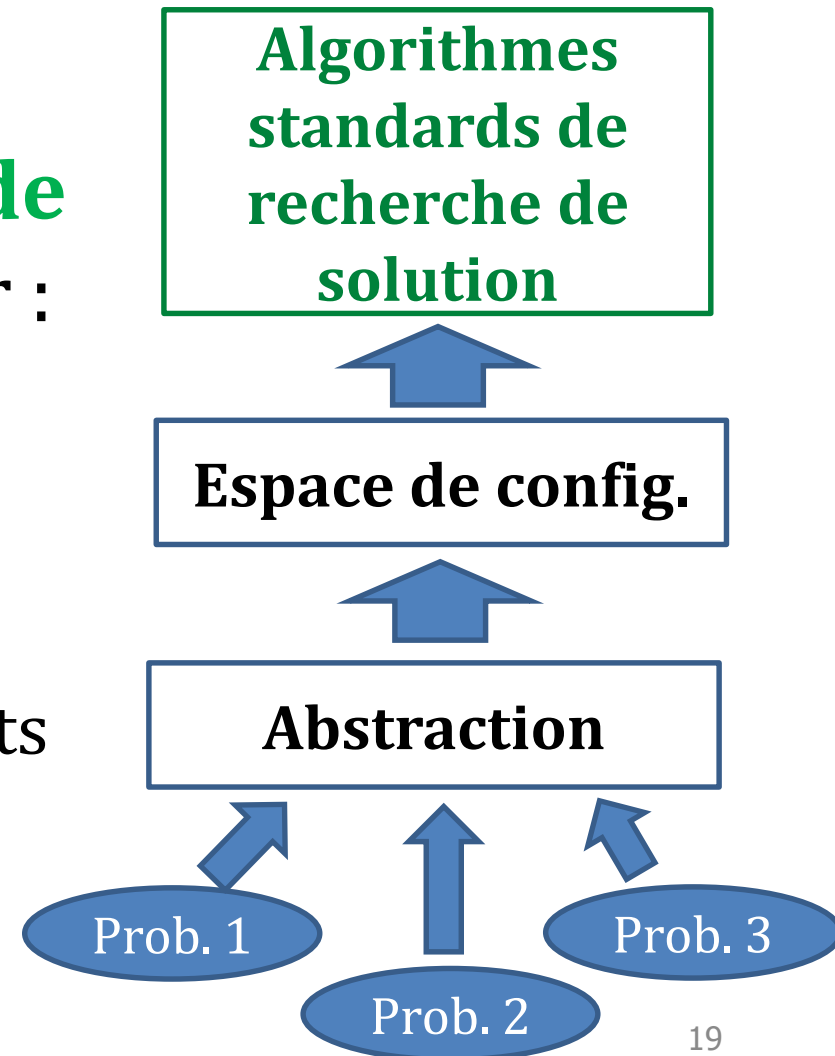 Algorithmes
standards de
de
recherche de
r :
solution
Espace de config.
ts
Abstraction
Prob. 1
Prob. 3
Prob. 2
19